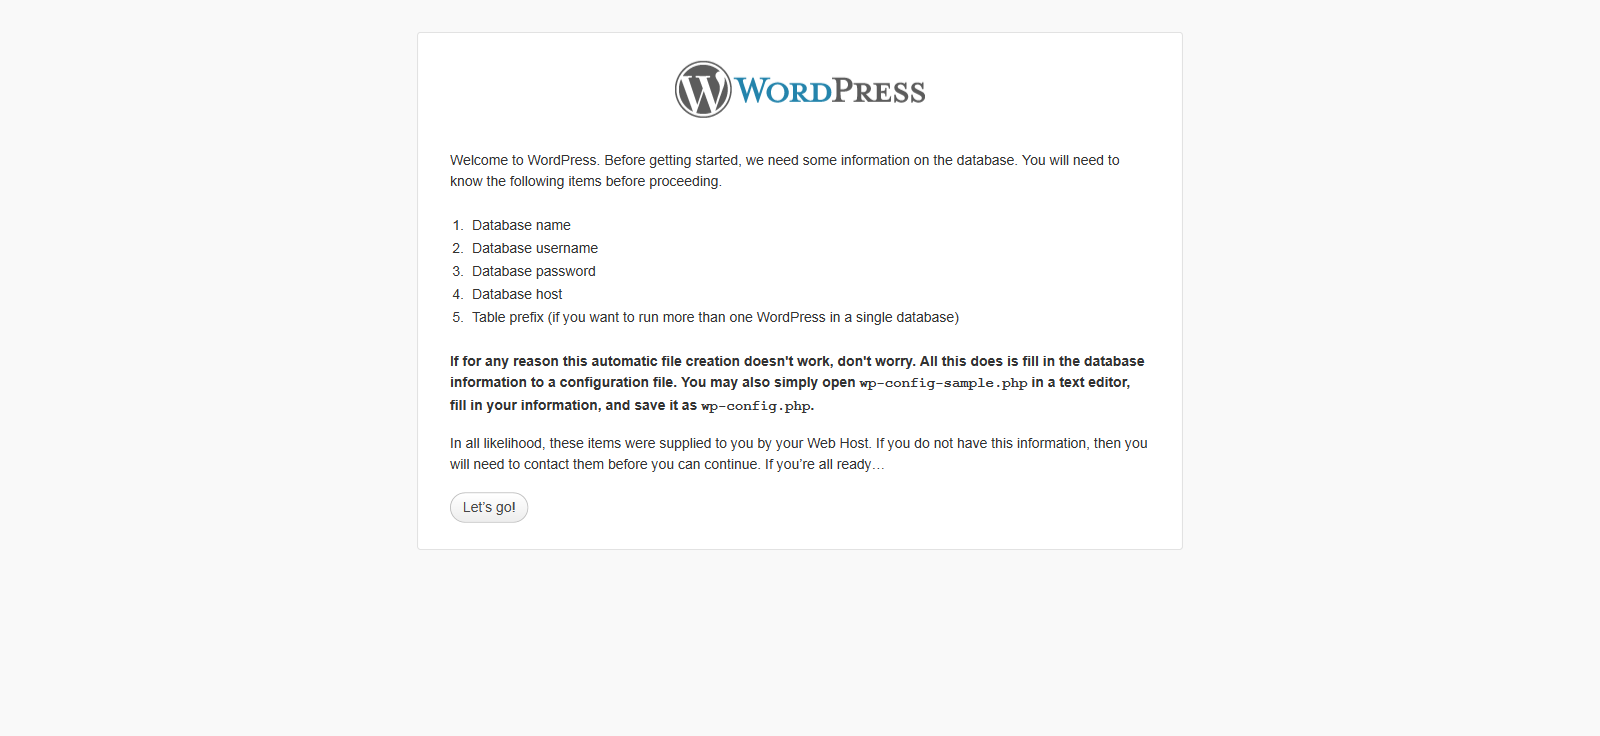 WORDPRESS
Welcome to WordPress. Before getting started, we need some information on the database. You will need to
know the following items before proceeding.
1. Database name
2. Database username
3. Database password
4. Database host
5. Table prefix (if you want to run more than one WordPress in a single database)
If for any reason this automatic file creation doesn't work, don't worry. All this does is fill in the database
information to a configuration file. You may also simply open wp-config-sample.php in a text editor,
fill in your information, and save it as wp-config.php.
In all likelihood, these items were supplied to you by your Web Host. If you do not have this information, then you
will need to contact them before you can continue. If you’re all ready…
Let’s go!